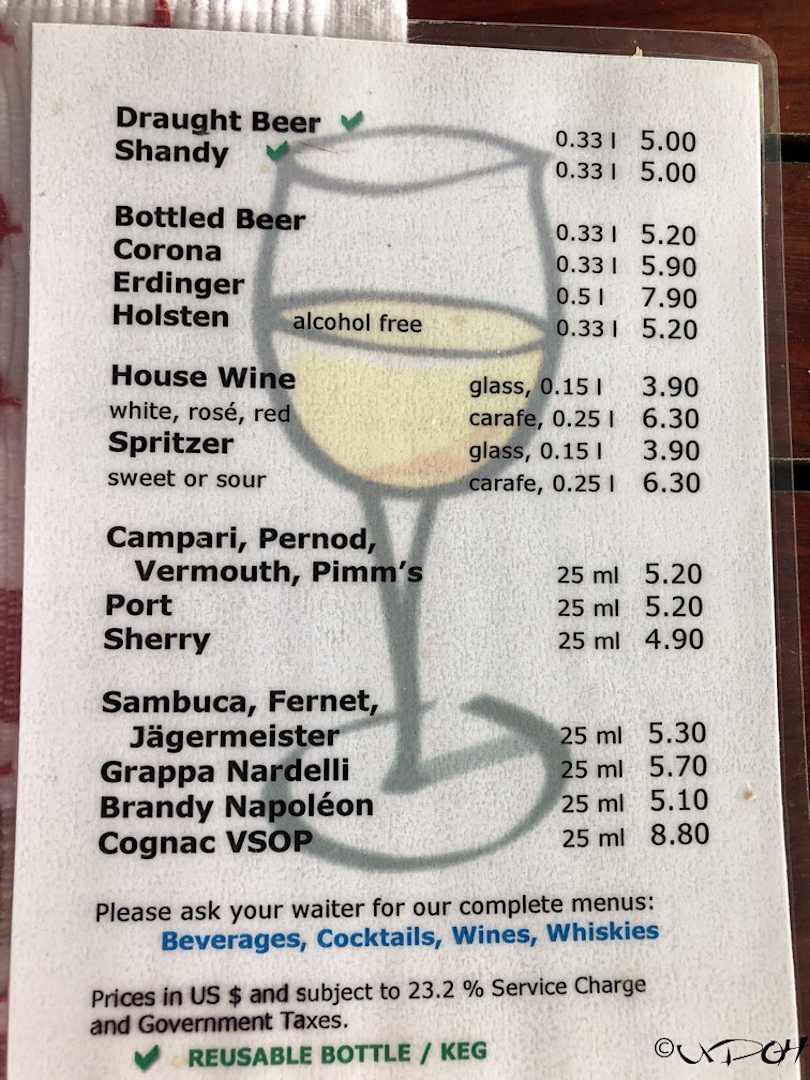 Draught Beer ✔ 0.33 l 5.00
Shandy ✔ 0.33 l 5.00
Bottled Beer 0.33 l 5.20
Corona 0.33 l 5.90
Erdinger 0.5 l 7.90
Holsten alcohol free 0.33 l 5.20
House Wine glass, 0.15 l 3.90
white, rosé, red carafe, 0.25 l 6.30
Spritzer glass, 0.15 l 3.90
sweet or sour carafe, 0.25 l 6.30
Campari, Pernod,
Vermouth, Pimm's 25 ml 5.20
Port 25 ml 5.20
Sherry 25 ml 4.90
Sambuca, Fernet,
Jägermeister 25 ml 5.30
Grappa Nardelli 25 ml 5.70
Brandy Napoléon 25 ml 5.10
Cognac VSOP 25 ml 8.80
Please ask your waiter for our complete menus:
Beverages, Cocktails, Wines, Whiskies
Prices in US $ and subject to 23.2 % Service Charge
and Government Taxes.
✔ REUSABLE BOTTLE / KEG